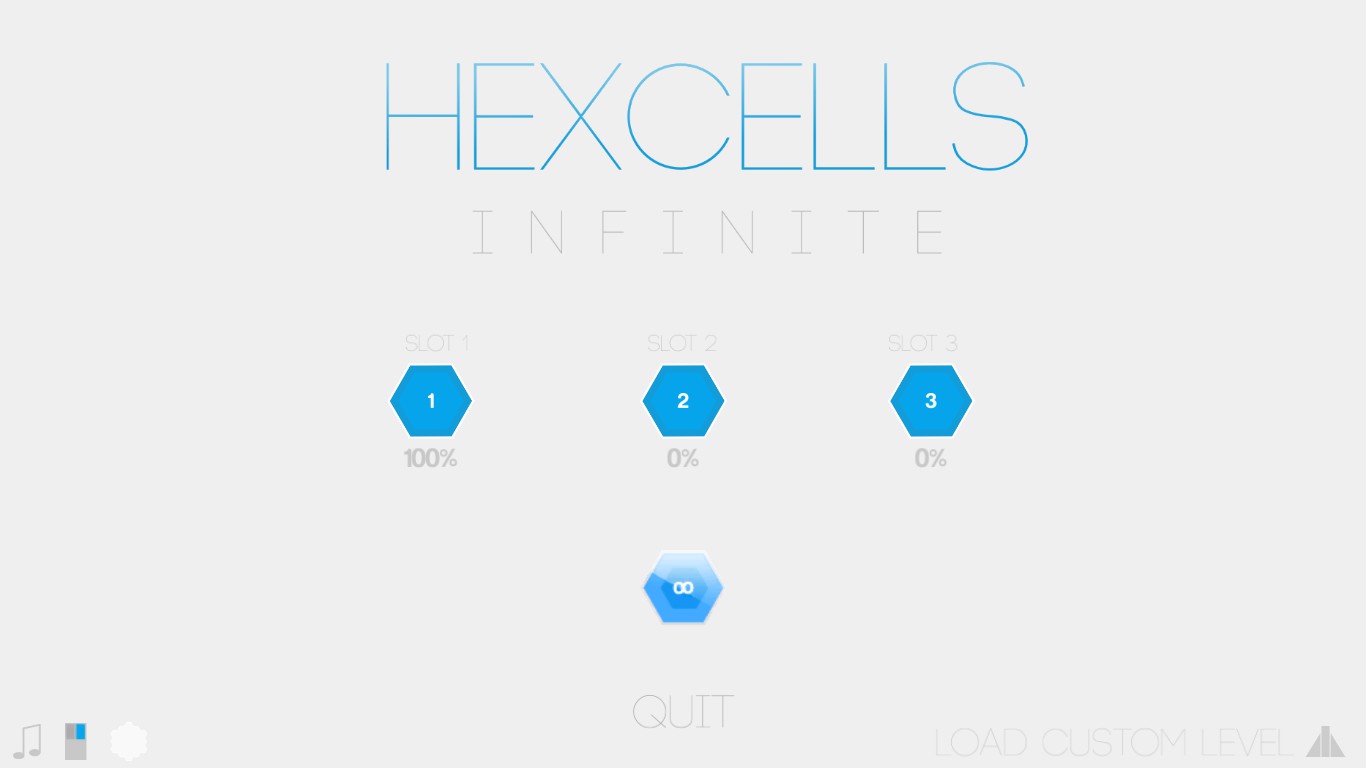 HEXCELLS
INFINITE
SLOT 1 SLOT 2 SLOT 3
1 2 3
100% 0% 0%
∞
QUIT
LOAD CUSTOM LEVEL